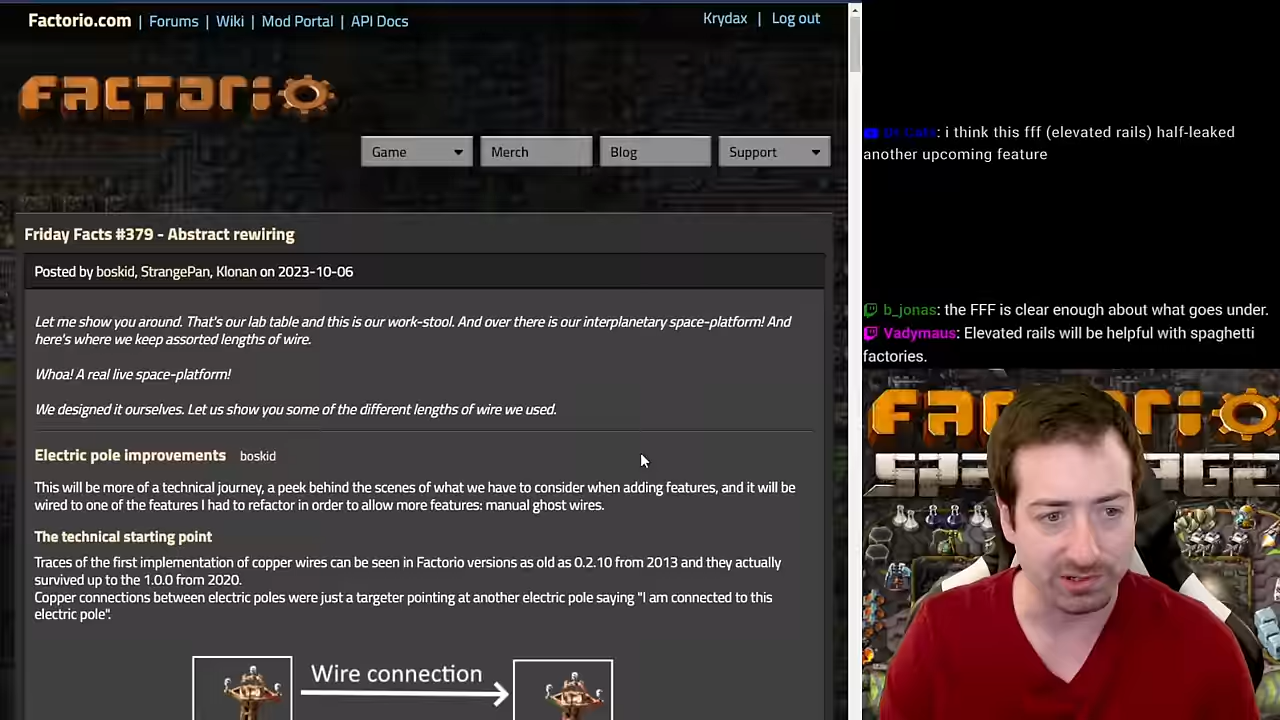 Factorio.com | Forums | Wiki | Mod Portal | API Docs
Krydax | Log out
FACTORIO
Game
Merch
Blog
Support
Friday Facts #379 - Abstract rewiring
Posted by boskid, StrangePan, Klonan on 2023-10-06
Let me show you around. That's our lab table and this is our work-stool. And over there is our interplanetary space-platform! And
here's where we keep assorted lengths of wire.
Whoa! A real live space-platform!
We designed it ourselves. Let us show you some of the different lengths of wire we used.
Electric pole improvements boskid
This will be more of a technical journey, a peek behind the scenes of what we have to consider when adding features, and it will be
wired to one of the features I had to refactor in order to allow more features: manual ghost wires.
The technical starting point
Traces of the first implementation of copper wires can be seen in Factorio versions as old as 0.2.10 from 2013 and they actually
survived up to the 1.0.0 from 2020.
Copper connections between electric poles were just a targeter pointing at another electric pole saying "I am connected to this
electric pole".
Wire connection
: i think this fff (elevated rails) half-leaked
another upcoming feature
b_jonas: the FFF is clear enough about what goes under.
Vadymaus: Elevated rails will be helpful with spaghetti
factories.